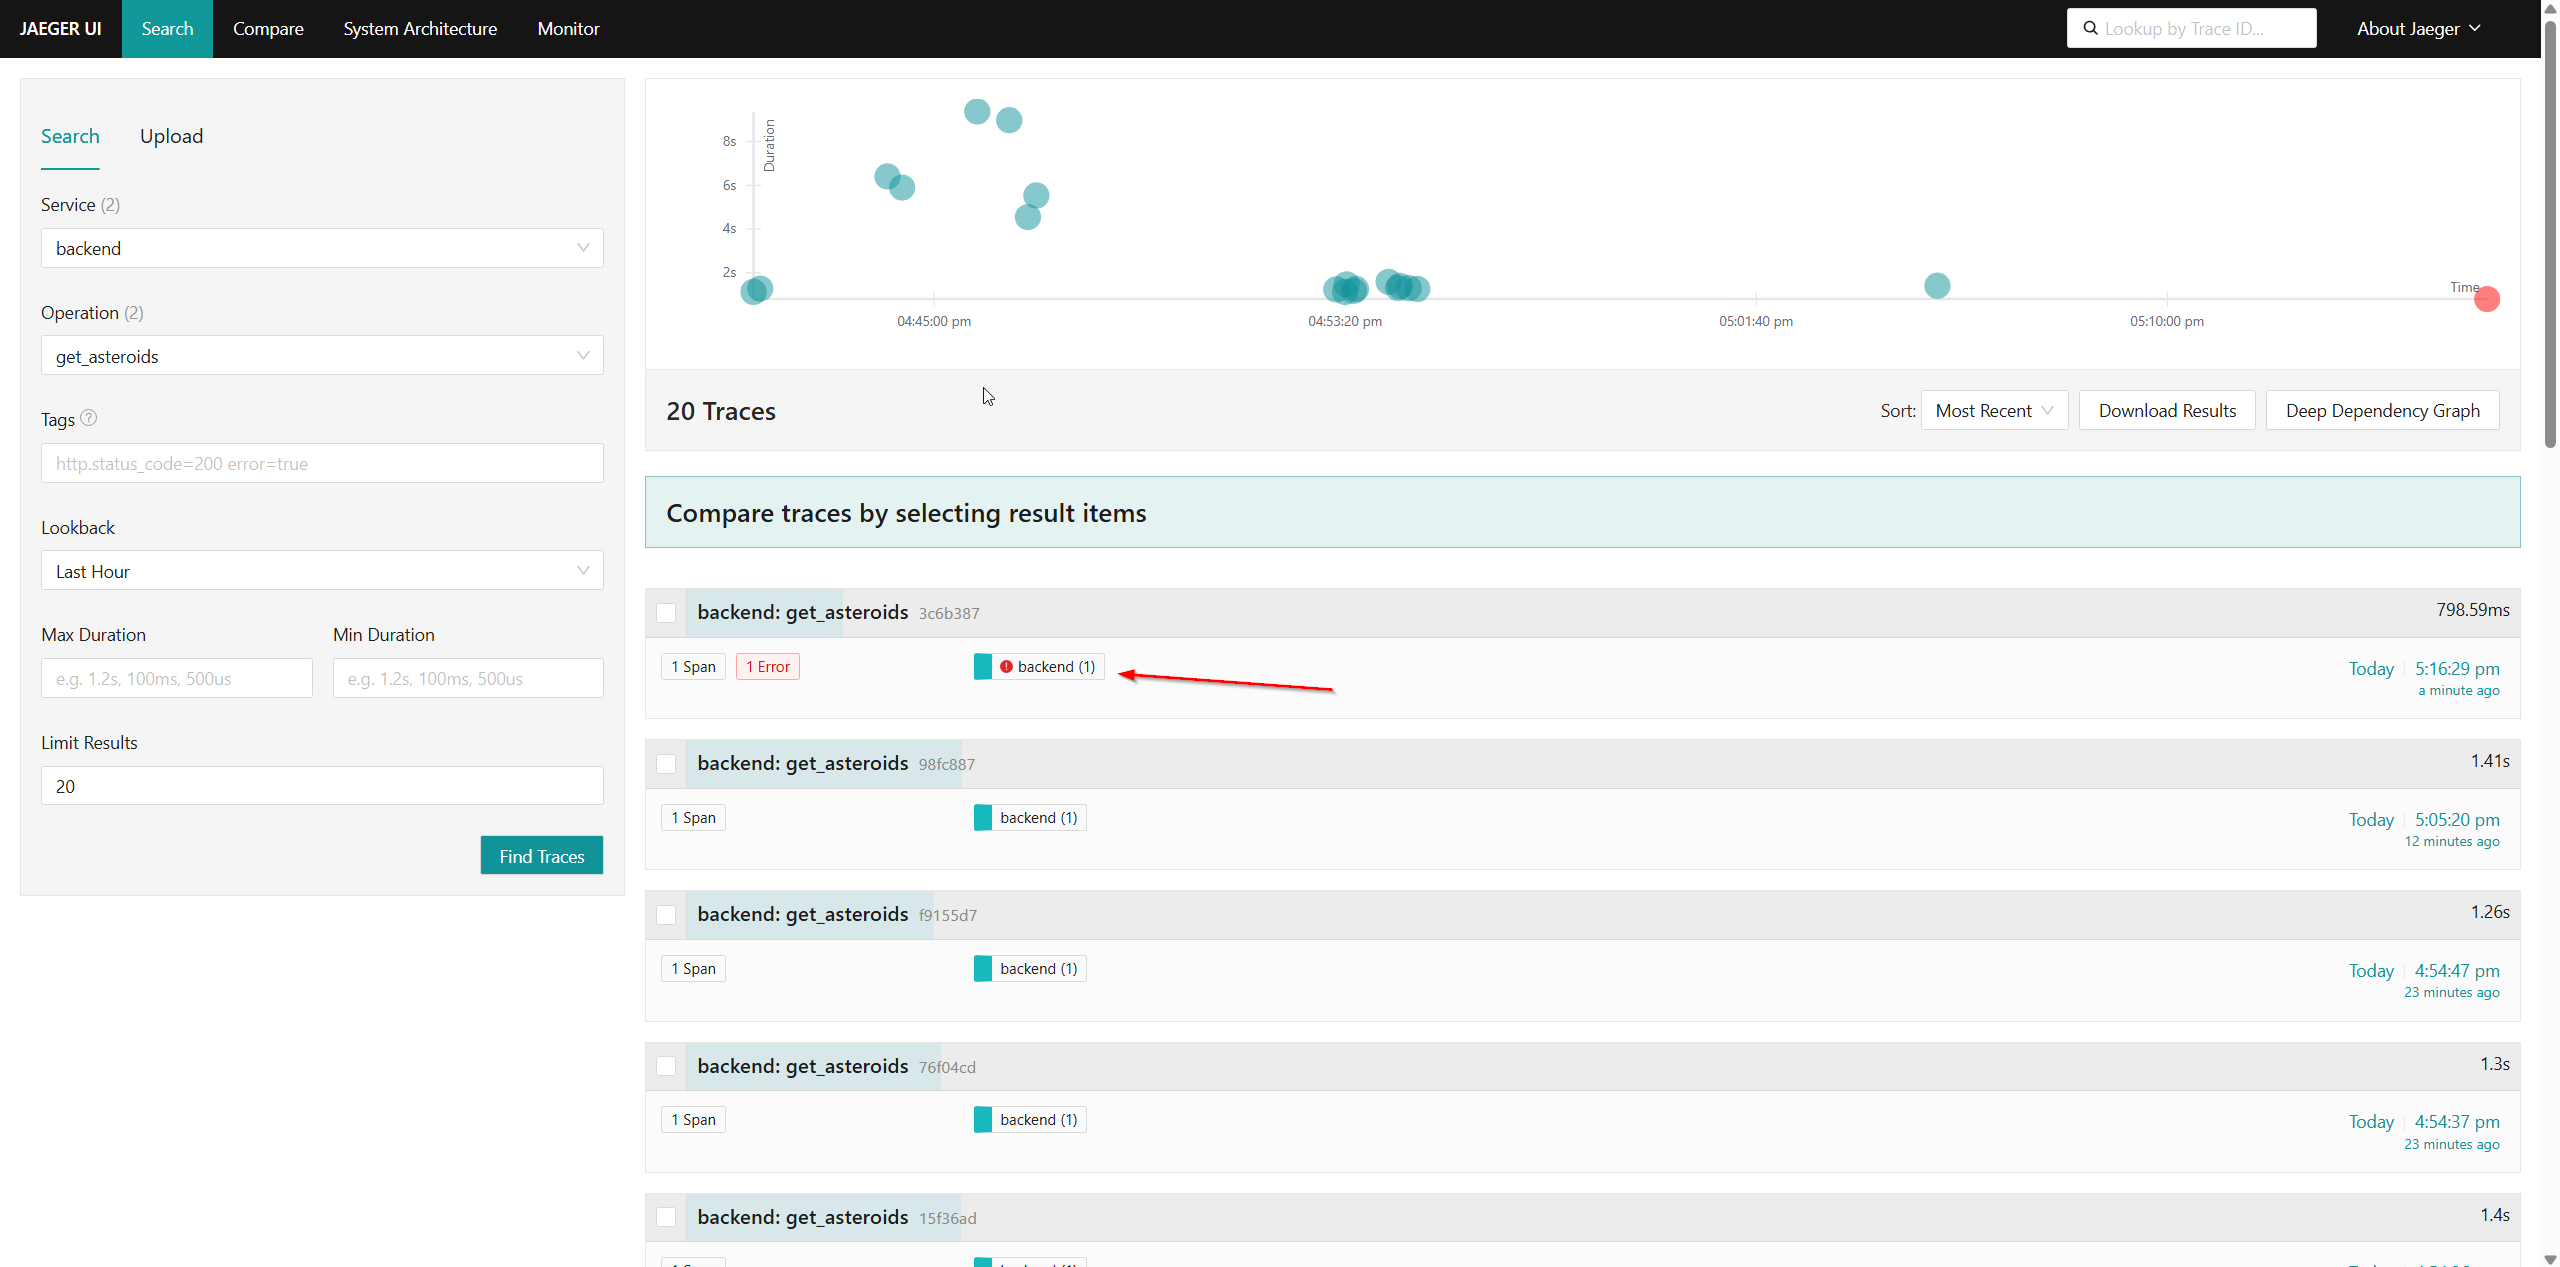 JAEGER UI Search Compare System Architecture Monitor Lookup by Trace ID... About Jaeger
Search Upload
Service (2)
backend
Operation (2)
get_asteroids
Tags ?
http.status_code=200 error=true
Lookback
Last Hour
Max Duration Min Duration
e.g. 1.2s, 100ms, 500us e.g. 1.2s, 100ms, 500us
Limit Results
20
Find Traces
Duration
8s
6s
4s
2s
Time
04:45:00 pm 04:53:20 pm 05:01:40 pm 05:10:00 pm
20 Traces Sort: Most Recent Download Results Deep Dependency Graph
Compare traces by selecting result items
backend: get_asteroids 3c6b387 798.59ms
1 Span 1 Error backend (1) Today 5:16:29 pm
a minute ago
backend: get_asteroids 98fc887 1.41s
1 Span backend (1) Today 5:05:20 pm
12 minutes ago
backend: get_asteroids f9155d7 1.26s
1 Span backend (1) Today 4:54:47 pm
23 minutes ago
backend: get_asteroids 76f04cd 1.3s
1 Span backend (1) Today 4:54:37 pm
23 minutes ago
backend: get_asteroids 15f36ad 1.4s